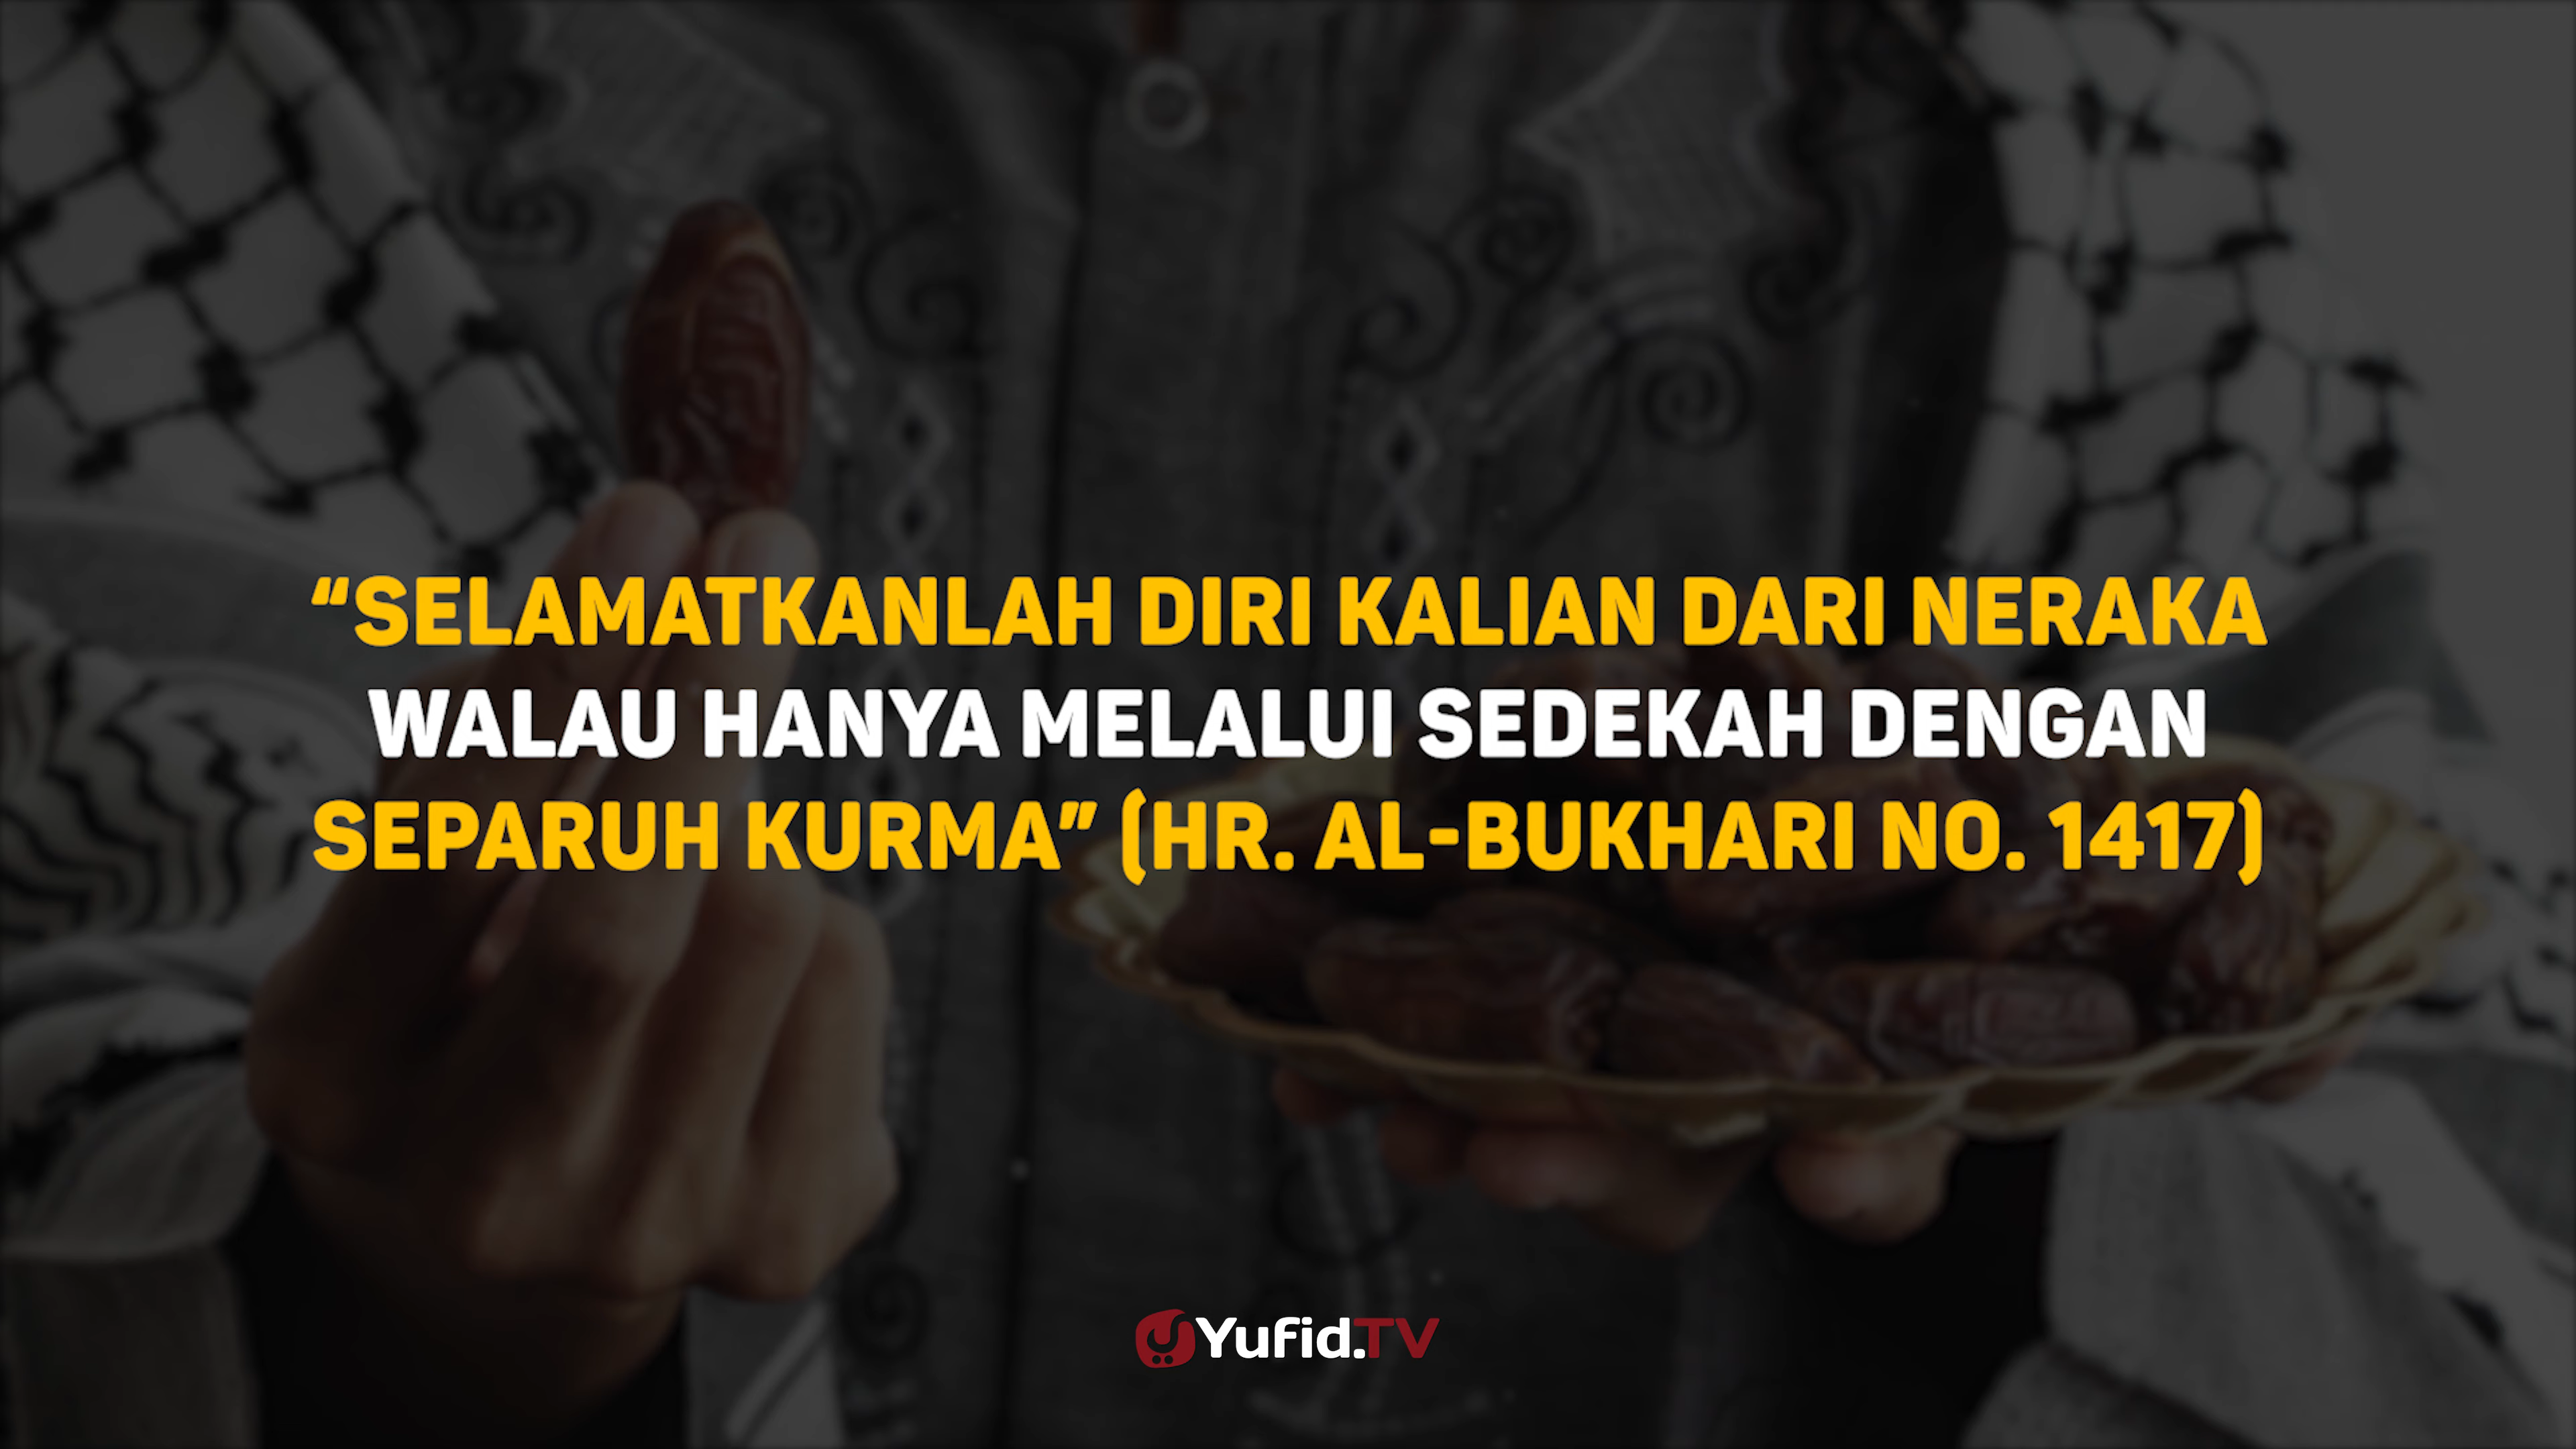 “SELAMATKANLAH DIRI KALIAN DARI NERAKA
WALAU HANYA MELALUI SEDEKAH DENGAN
SEPARUH KURMA” (HR. AL-BUKHARI NO. 1417)
Yufid.TV